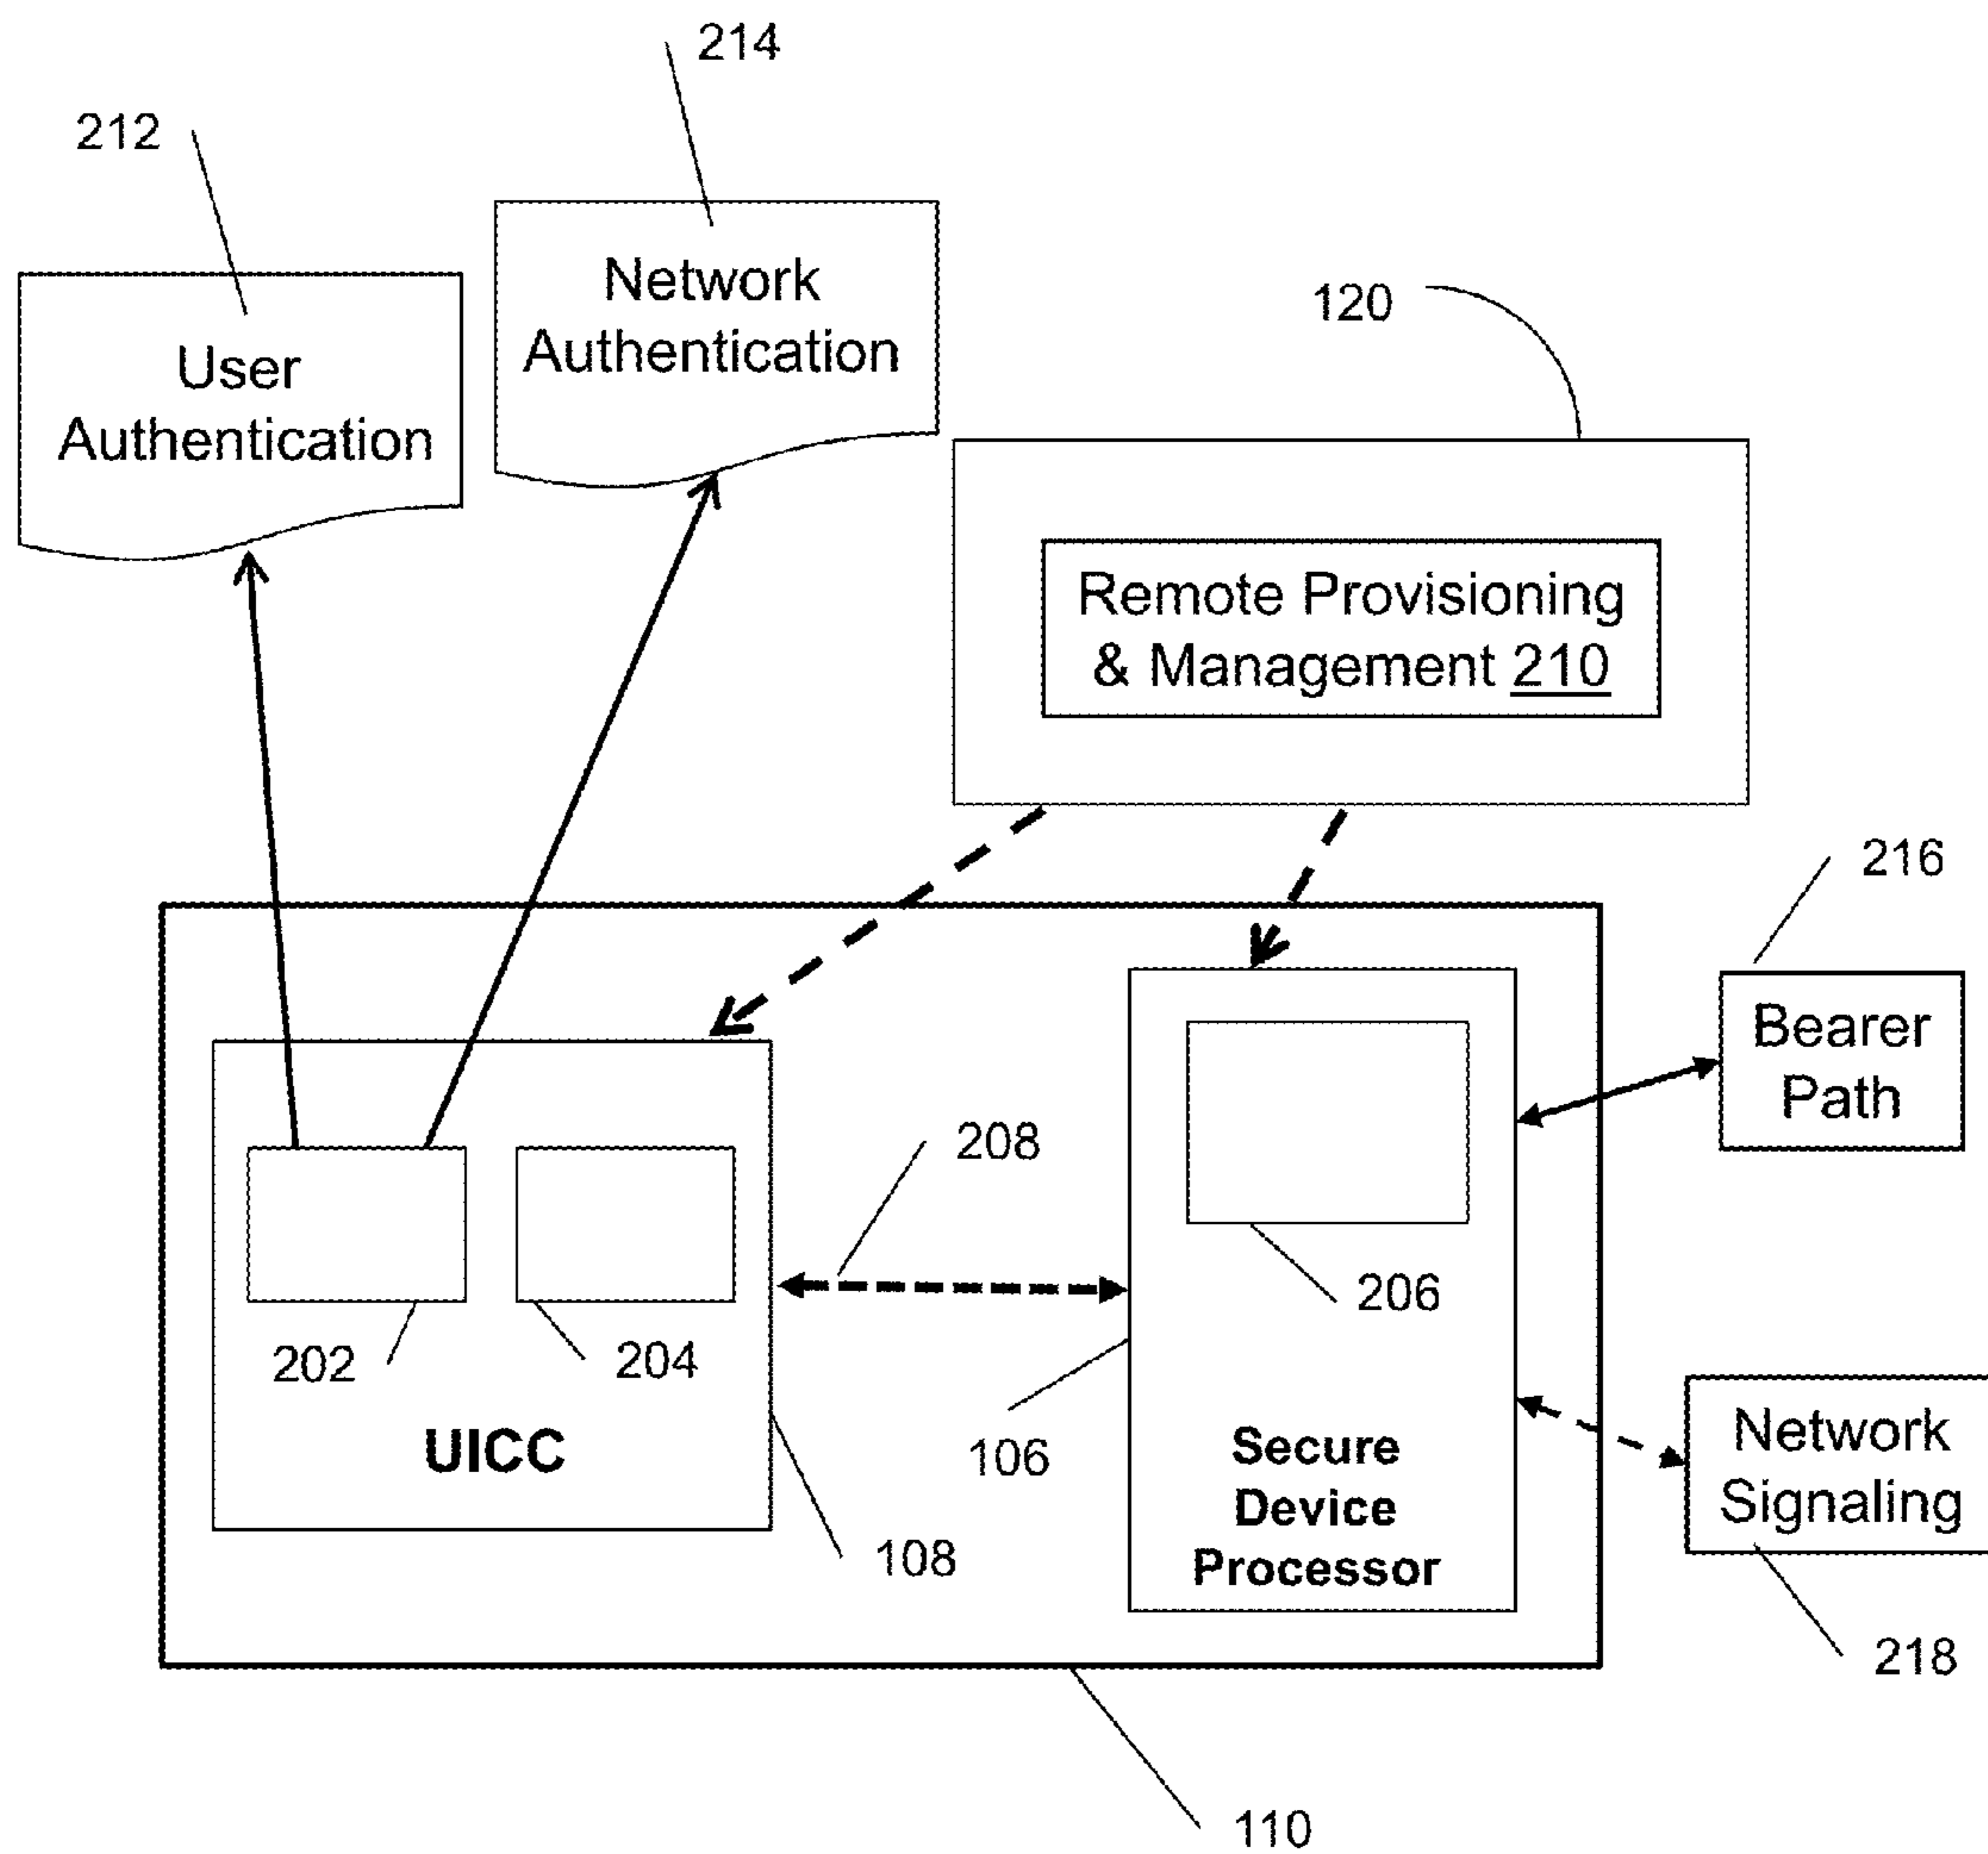 214
212
Network
Authentication
User
Authentication
120
Remote Provisioning
& Management 210
216
Bearer
Path
208
206
202
204
UICC
106
Secure
Device
Processor
Network
Signaling
108
218
110